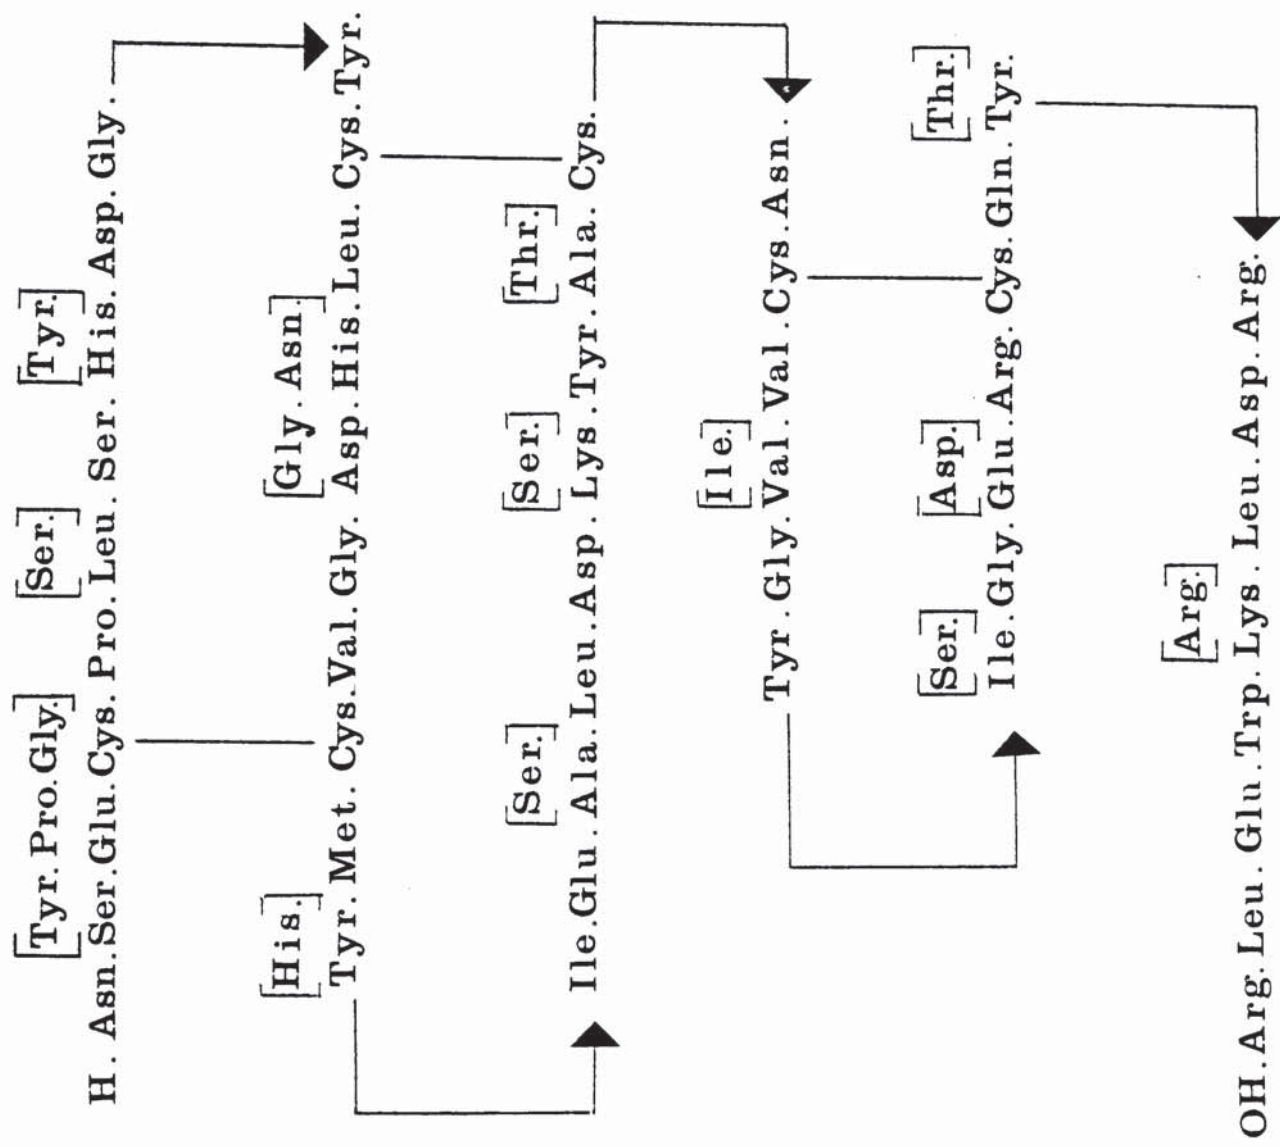 [Tyr. Pro. Gly.] [Ser.] [Tyr.]
H. Asn. Ser. Glu. Cys. Pro. Leu. Ser. His. Asp. Gly.
[His.] [Gly. Asn.]
Tyr. Met. Cys. Val. Gly. Asp. His. Leu. Cys. Tyr.
[Ser.] [Ser.] [Thr.]
Ile. Glu. Ala. Leu. Asp. Lys. Tyr. Ala. Cys.
[Ile.]
Tyr. Gly. Val. Val. Cys. Asn.
[Ser.] [Asp.] [Thr.]
Ile. Gly. Glu. Arg. Cys. Gln. Tyr.
[Arg.]
OH. Arg. Leu. Glu. Trp. Lys. Leu. Asp. Arg.